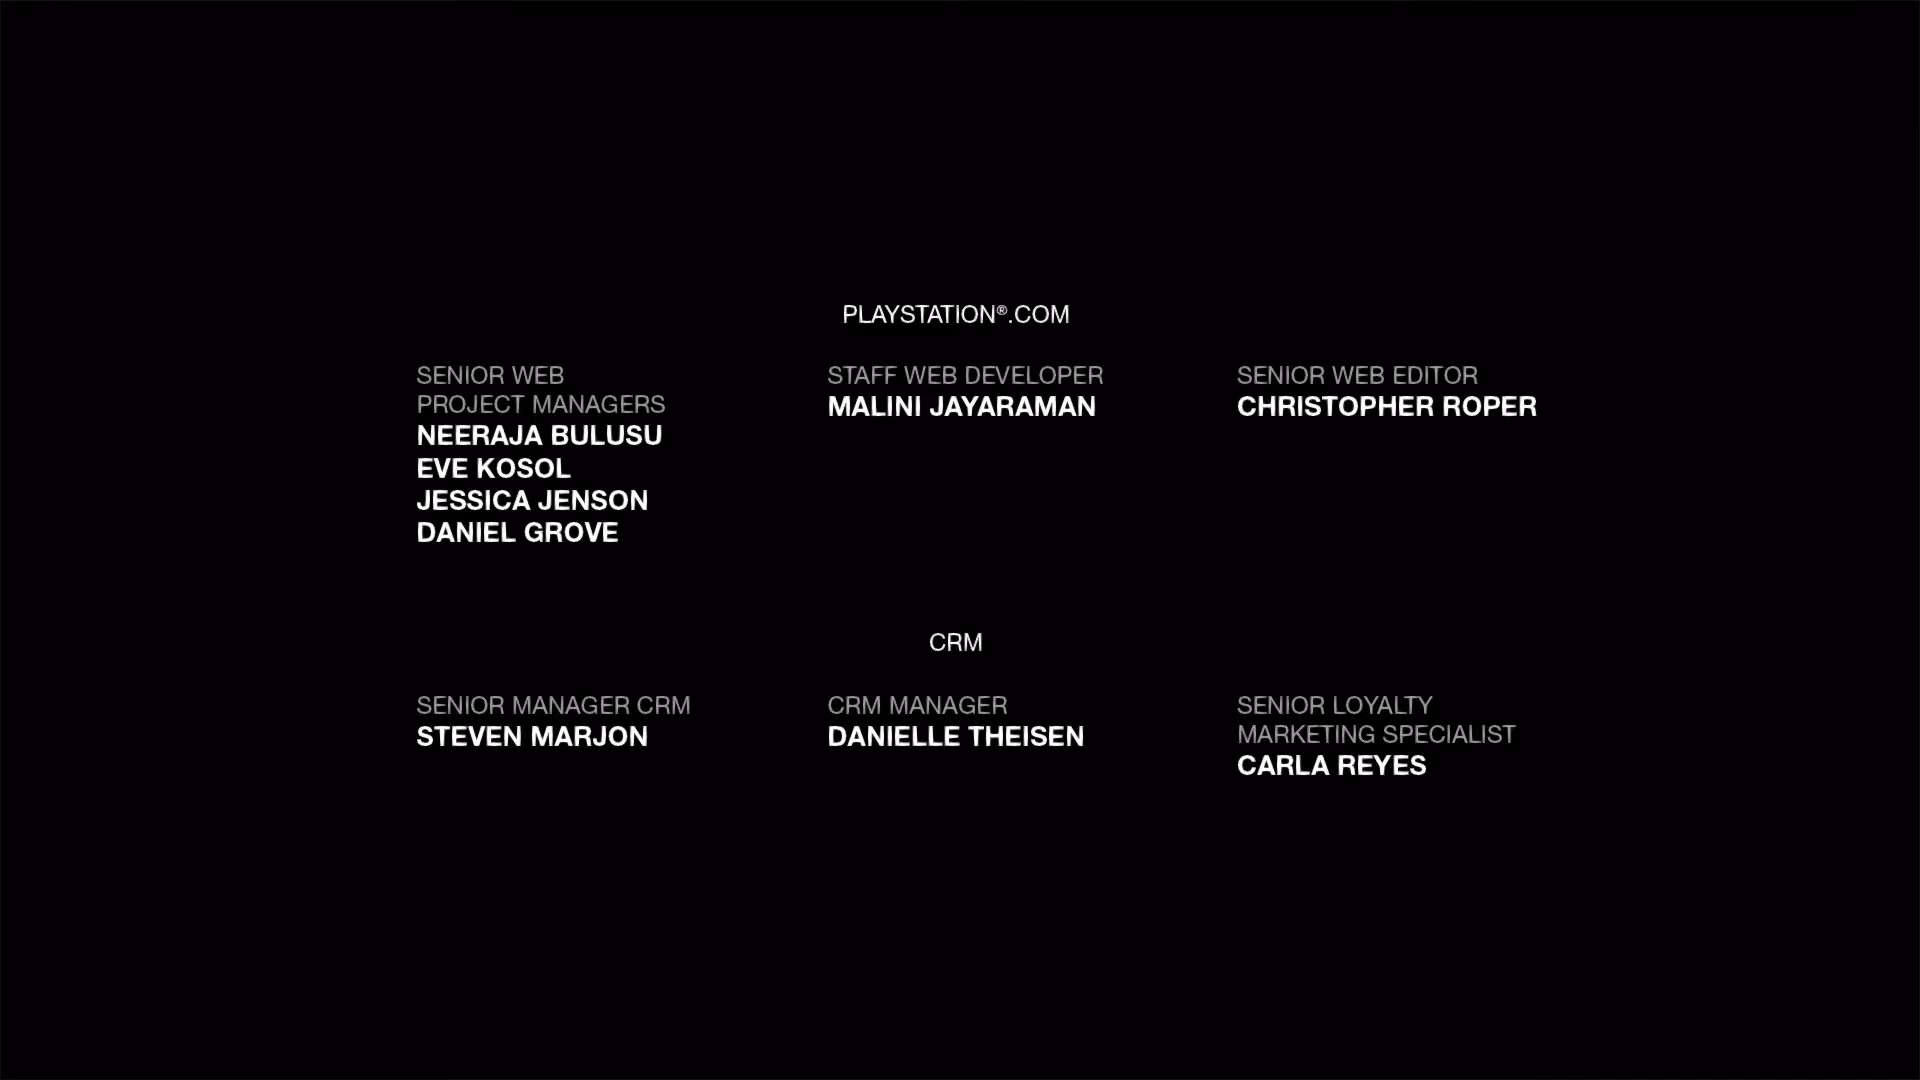 PLAYSTATION®.COM
SENIOR WEB
PROJECT MANAGERS
NEERAJA BULUSU
EVE KOSOL
JESSICA JENSON
DANIEL GROVE
STAFF WEB DEVELOPER
MALINI JAYARAMAN
SENIOR WEB EDITOR
CHRISTOPHER ROPER
CRM
SENIOR MANAGER CRM
STEVEN MARJON
CRM MANAGER
DANIELLE THEISEN
SENIOR LOYALTY
MARKETING SPECIALIST
CARLA REYES